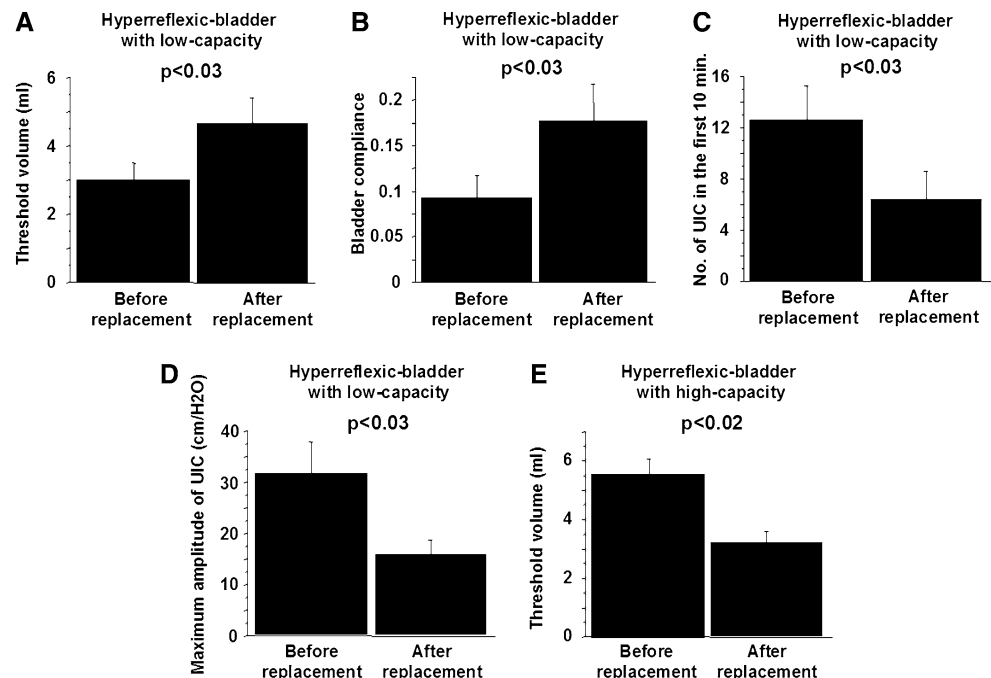 A
Hyperreflexic-bladder
with low-capacity
p<0.03
Threshold volume (ml)
6
4
2
0
Before
replacement
After
replacement
B
Hyperreflexic-bladder
with low-capacity
p<0.03
Bladder compliance
0.2
0.15
0.1
0.05
0
Before
replacement
After
replacement
C
Hyperreflexic-bladder
with low-capacity
p<0.03
No. of UIC in the first 10 min.
16
12
8
4
0
Before
replacement
After
replacement
D
Hyperreflexic-bladder
with low-capacity
p<0.03
Maximum amplitude of UIC (cm/H2O)
40
30
20
10
0
Before
replacement
After
replacement
E
Hyperreflexic-bladder
with high-capacity
p<0.02
Threshold volume (ml)
6
4
2
0
Before
replacement
After
replacement